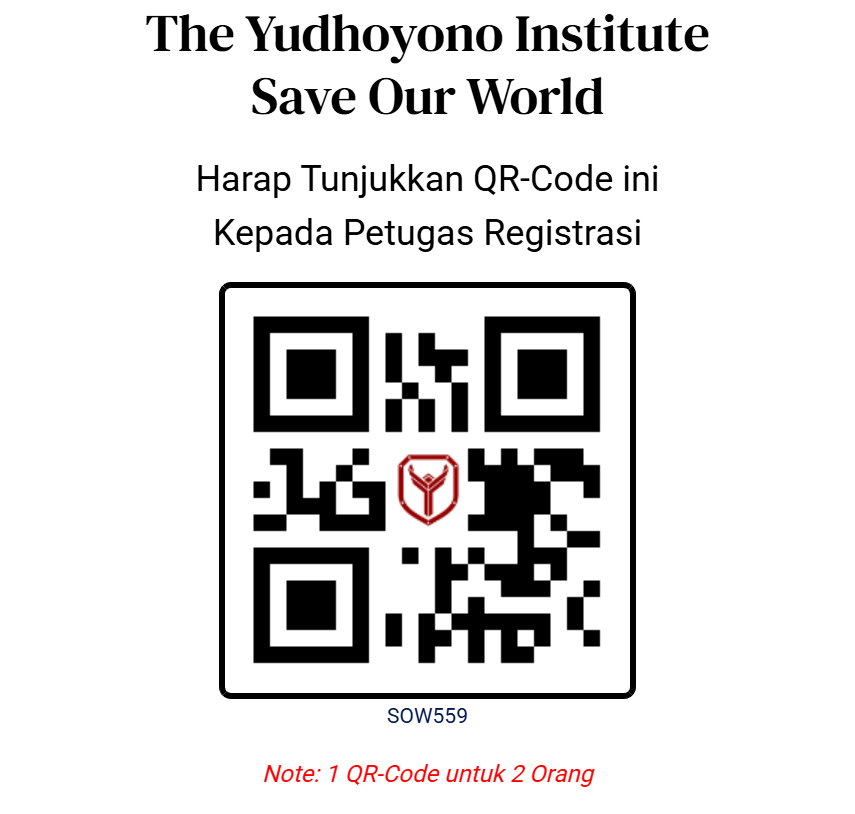 The Yudhoyono Institute
Save Our World
Harap Tunjukkan QR-Code ini
Kepada Petugas Registrasi
SOW559
Note: 1 QR-Code untuk 2 Orang